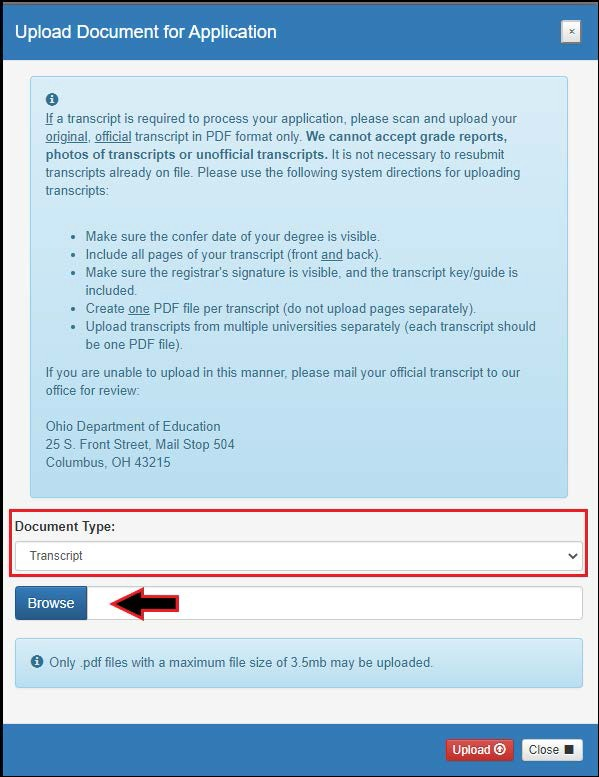 Upload Document for Application
×
If a transcript is required to process your application, please scan and upload your
original, official transcript in PDF format only. We cannot accept grade reports,
photos of transcripts or unofficial transcripts. It is not necessary to resubmit
transcripts already on file. Please use the following system directions for uploading
transcripts:
• Make sure the confer date of your degree is visible.
• Include all pages of your transcript (front and back).
• Make sure the registrar's signature is visible, and the transcript key/guide is
included.
• Create one PDF file per transcript (do not upload pages separately).
• Upload transcripts from multiple universities separately (each transcript should
be one PDF file).
If you are unable to upload in this manner, please mail your official transcript to our
office for review:
Ohio Department of Education
25 S. Front Street, Mail Stop 504
Columbus, OH 43215
Document Type:
Transcript
Browse
Only .pdf files with a maximum file size of 3.5mb may be uploaded.
Upload Close